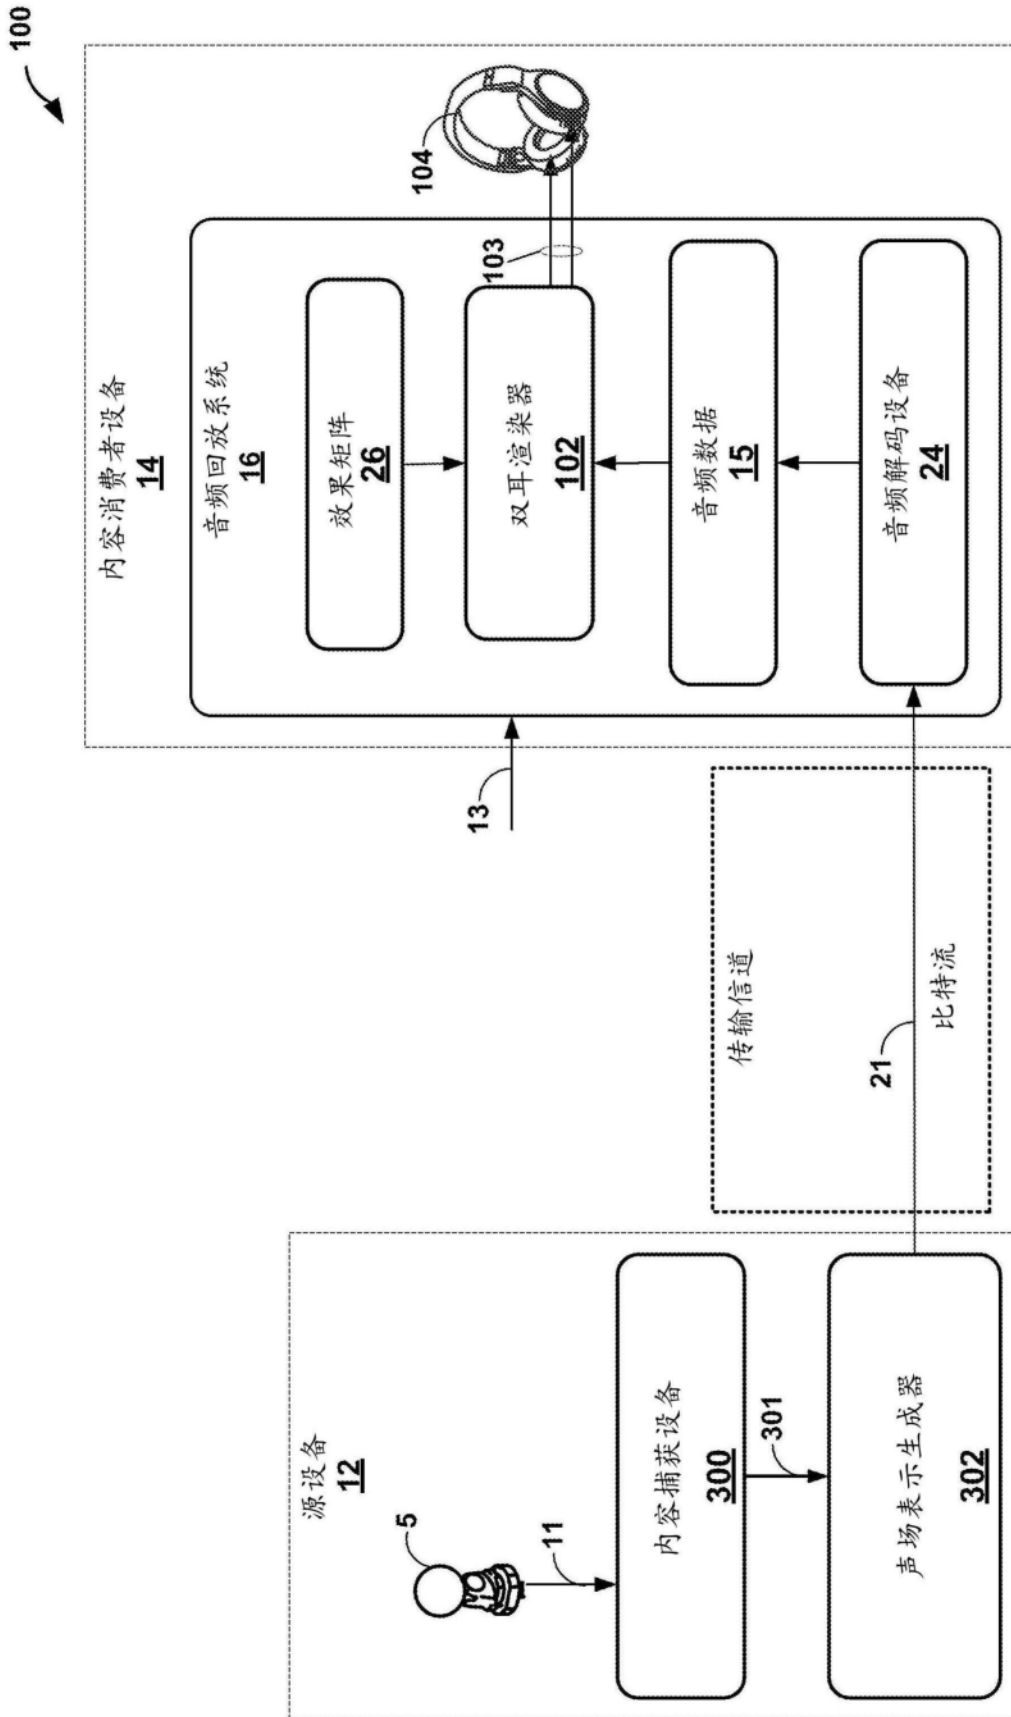 100
源设备
12
5
11
内容捕获设备
300
301
声场表示生成器
302
传输信道
21
比特流
13
内容消费者设备
14
音频回放系统
16
效果矩阵
26
双耳渲染器
102
103
104
音频数据
15
音频解码设备
24